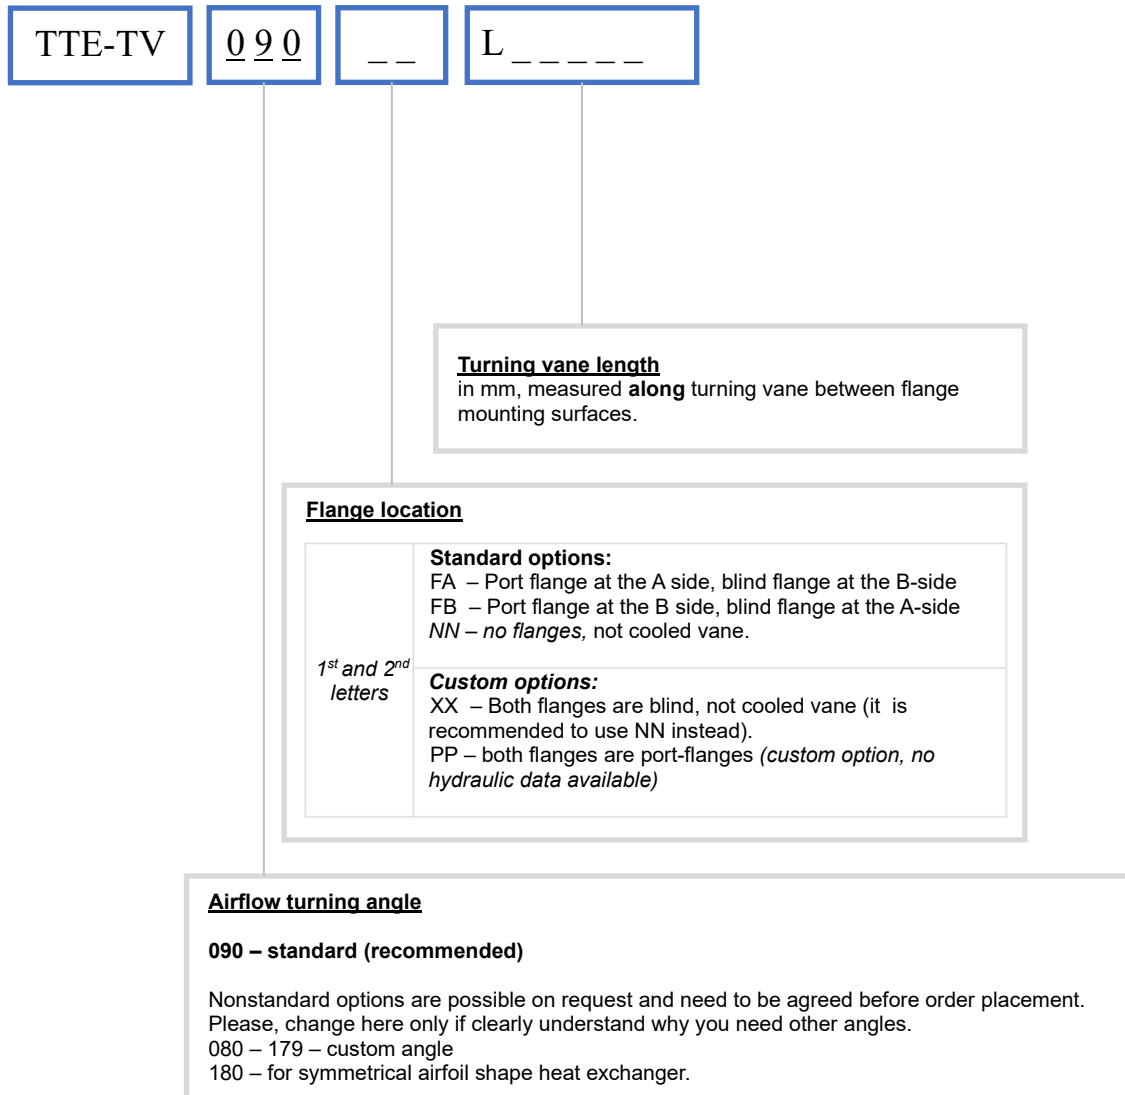 TTE-TV 0 9 0 _ _ L _ _ _ _ _
Turning vane length
in mm, measured along turning vane between flange
mounting surfaces.
Flange location
1st and 2nd
letters
Standard options:
FA – Port flange at the A side, blind flange at the B-side
FB – Port flange at the B side, blind flange at the A-side
NN – no flanges, not cooled vane.
Custom options:
XX – Both flanges are blind, not cooled vane (it is
recommended to use NN instead).
PP – both flanges are port-flanges (custom option, no
hydraulic data available)
Airflow turning angle
090 – standard (recommended)
Nonstandard options are possible on request and need to be agreed before order placement.
Please, change here only if clearly understand why you need other angles.
080 – 179 – custom angle
180 – for symmetrical airfoil shape heat exchanger.